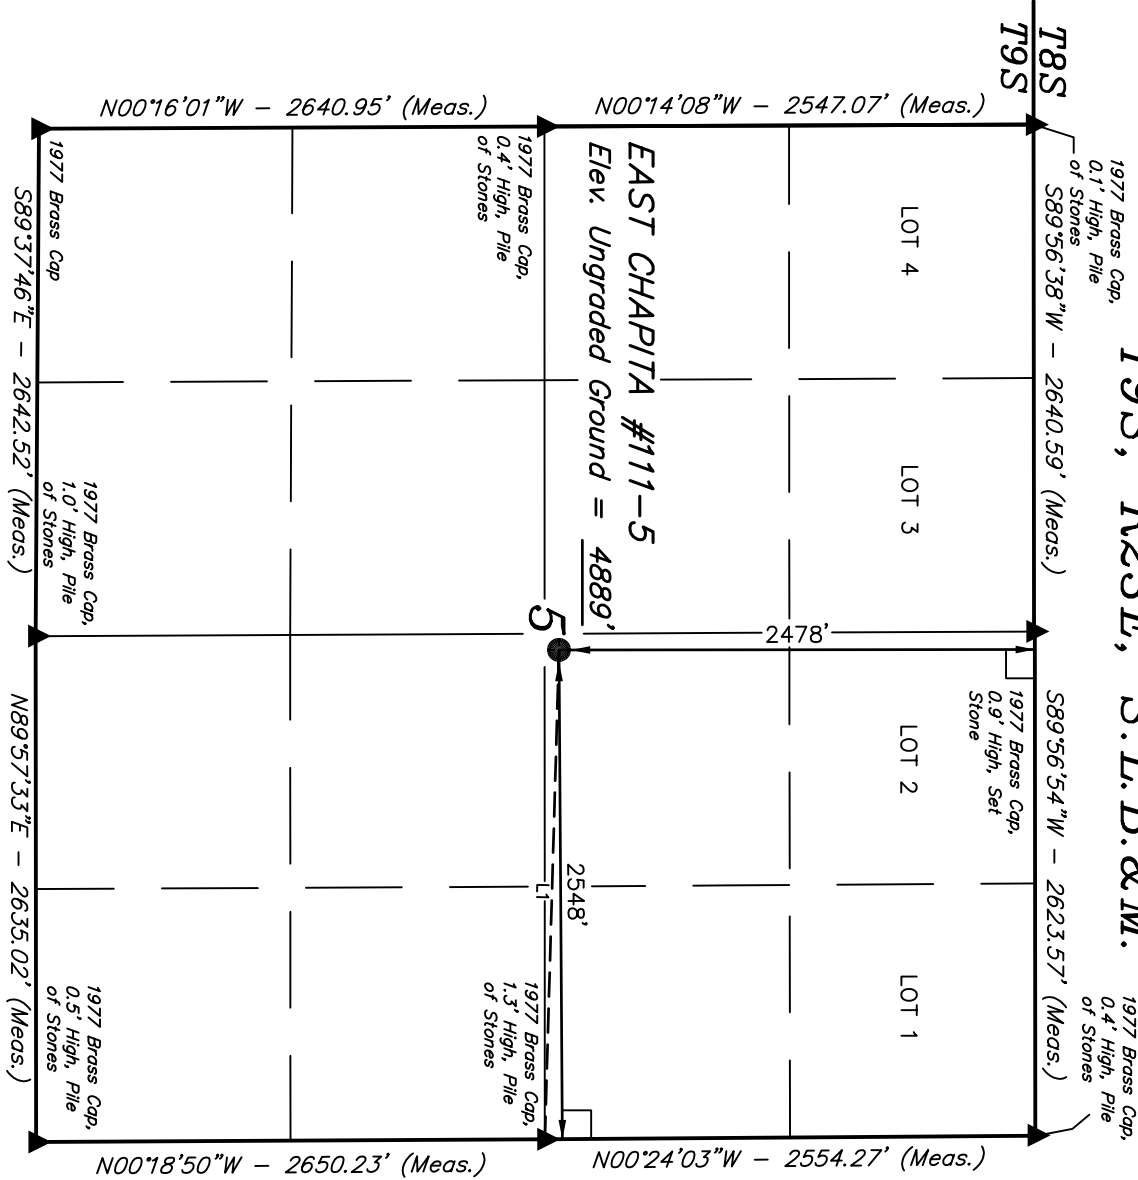 T9S, R23E, S.L.B.&M.
T8S
T9S
1977 Brass Cap,
0.1' High, Pile
of Stones
S89°56'38"W - 2640.59' (Meas.)
S89°56'54"W - 2623.57' (Meas.)
1977 Brass Cap,
0.4' High, Pile
of Stones
1977 Brass Cap,
0.9' High, Set
Stone
N00°14'08"W - 2547.07' (Meas.)
LOT 4
LOT 3
LOT 2
LOT 1
N00°24'03"W - 2554.27' (Meas.)
2478'
EAST CHAPITA #111-5
Elev. Ungraded Ground = 4889'
2548'
5
L1
1977 Brass Cap,
0.4' High, Pile
of Stones
1977 Brass Cap,
1.3' High, Pile
of Stones
N00°16'01"W - 2640.95' (Meas.)
N00°18'50"W - 2650.23' (Meas.)
1977 Brass Cap
1977 Brass Cap,
1.0' High, Pile
of Stones
1977 Brass Cap,
0.5' High, Pile
of Stones
S89°37'46"E - 2642.52' (Meas.)
N89°57'33"E - 2635.02' (Meas.)